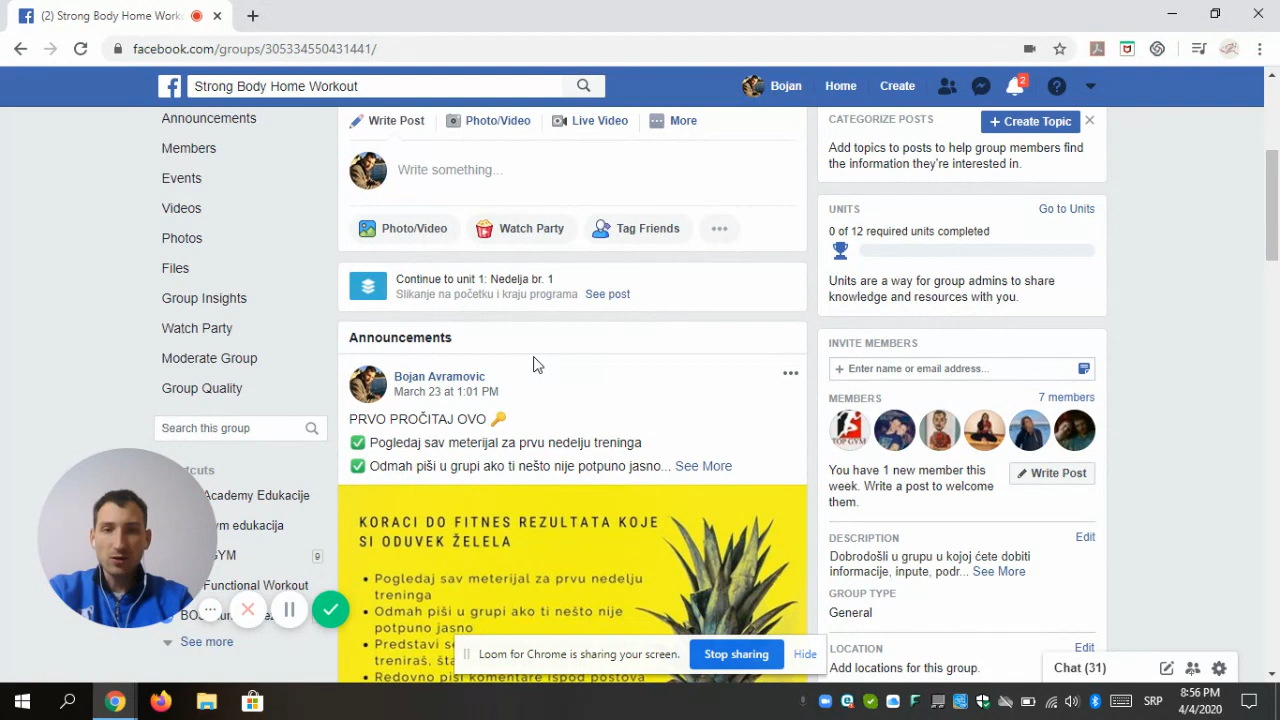 (2) Strong Body Home Work
facebook.com/groups/305334550431441/
Strong Body Home Workout
Bojan
Home
Create
2
Announcements
Members
Events
Videos
Photos
Files
Group Insights
Watch Party
Moderate Group
Group Quality
Search this group
Academy Edukacije
9
Functional Workout
See more
Write Post
Photo/Video
Live Video
More
Write something...
Photo/Video
Watch Party
Tag Friends
Continue to unit 1: Nedelja br. 1
Slikanje na početku i kraju programa See post
Announcements
Bojan Avramovic
March 23 at 1:01 PM
PRVO PROČITAJ OVO 🔑
✅ Pogledaj sav meterijal za prvu nedelju treninga
✅ Odmah piši u grupi ako ti nešto nije potpuno jasno... See More
KORACI DO FITNES REZULTATA KOJE
SI ODUVEK ŽELELA
• Pogledaj sav meterijal za prvu nedelju
treninga
• Odmah piši u grupi ako ti nešto nije
potpuno jasno
• Predstavi
treniraš,
• Redovno piši komentare ispod postova
CATEGORIZE POSTS
+ Create Topic
Add topics to posts to help group members find
the information they're interested in.
UNITS
Go to Units
0 of 12 required units completed
Units are a way for group admins to share
knowledge and resources with you.
INVITE MEMBERS
+ Enter name or email address...
MEMBERS
7 members
TOP GYM
You have 1 new member this
week. Write a post to welcome
them.
Write Post
DESCRIPTION
Edit
Dobrodošli u grupu u kojoj ćete dobiti
informacije, inpute, podr... See More
GROUP TYPE
General
LOCATION
Edit
Add locations for this group.
Chat (31)
Loom for Chrome is sharing your screen.
Stop sharing
Hide
SRP
8:56 PM
4/4/2020